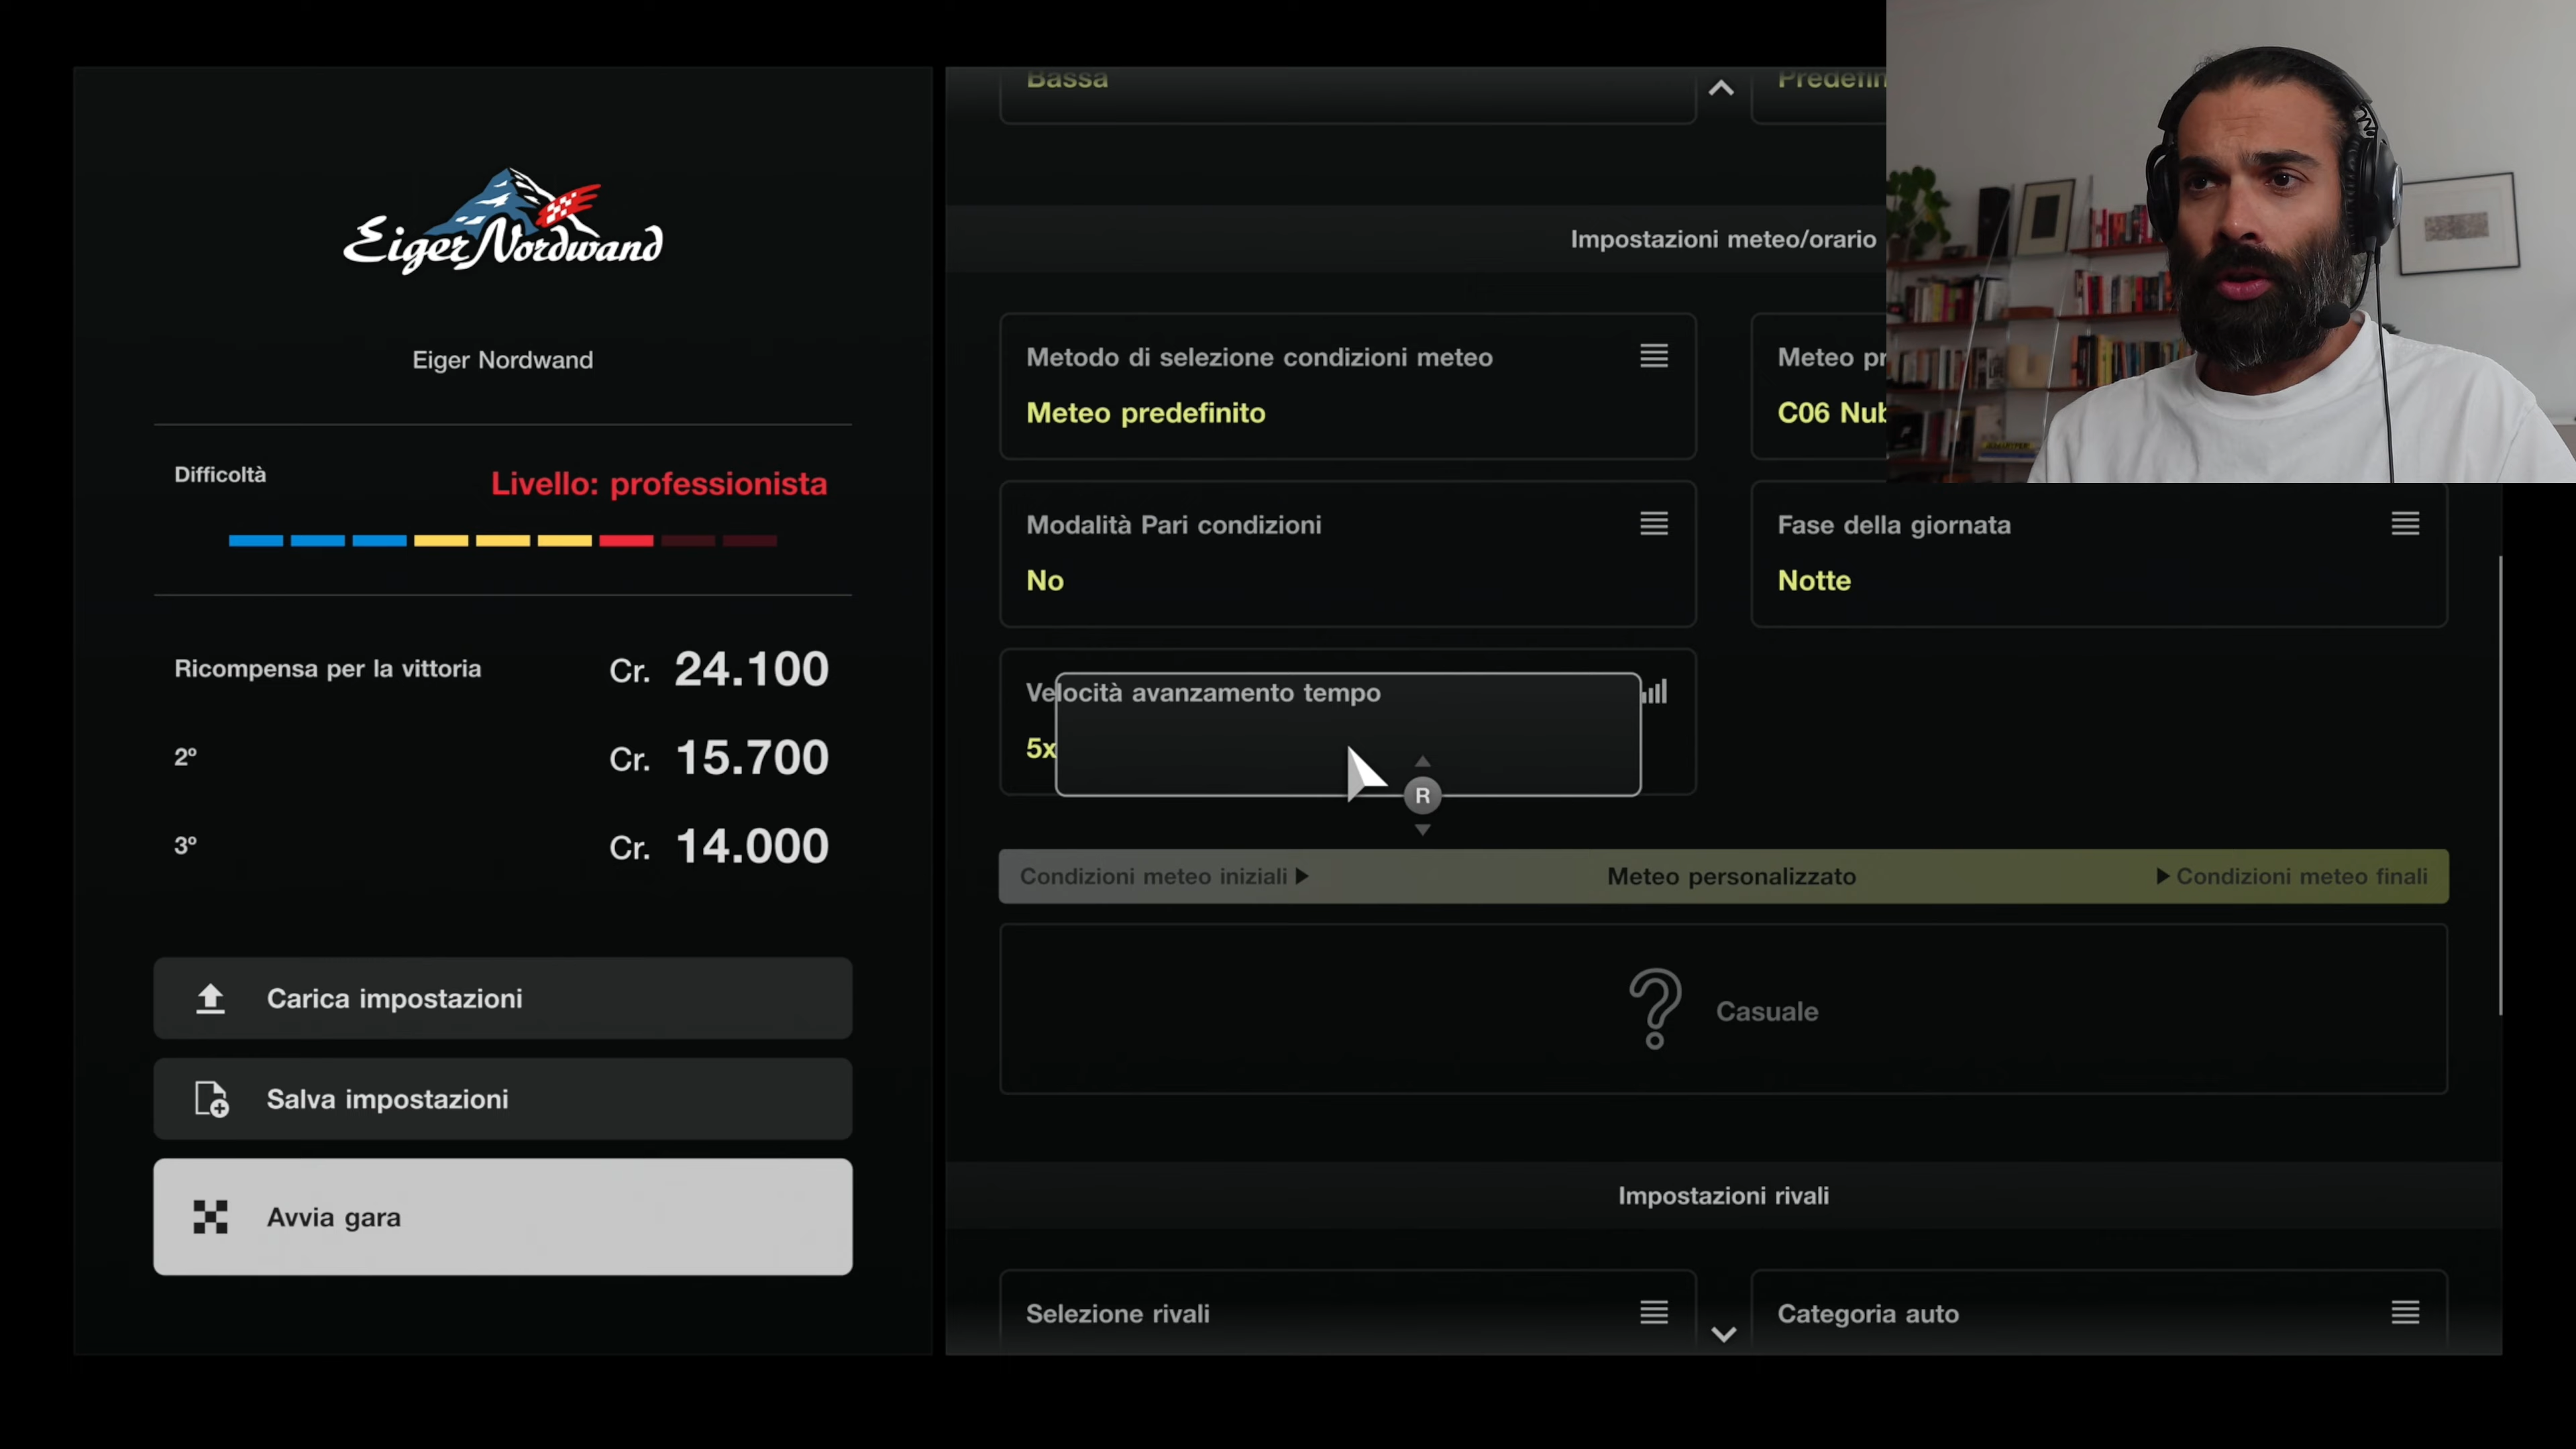 Eiger Nordwand
Eiger Nordwand
Difficoltà
Livello: professionista
Ricompensa per la vittoria
Cr. 24.100
2º
Cr. 15.700
3º
Cr. 14.000
Carica impostazioni
Salva impostazioni
Avvia gara
Bassa
Impostazioni meteo/orario
Metodo di selezione condizioni meteo
Meteo predefinito
Meteo
C06
Modalità Pari condizioni
No
Fase della giornata
Notte
Velocità avanzamento tempo
5x
R
Condizioni meteo iniziali
Meteo personalizzato
Condizioni meteo finali
Casuale
Impostazioni rivali
Selezione rivali
Categoria auto